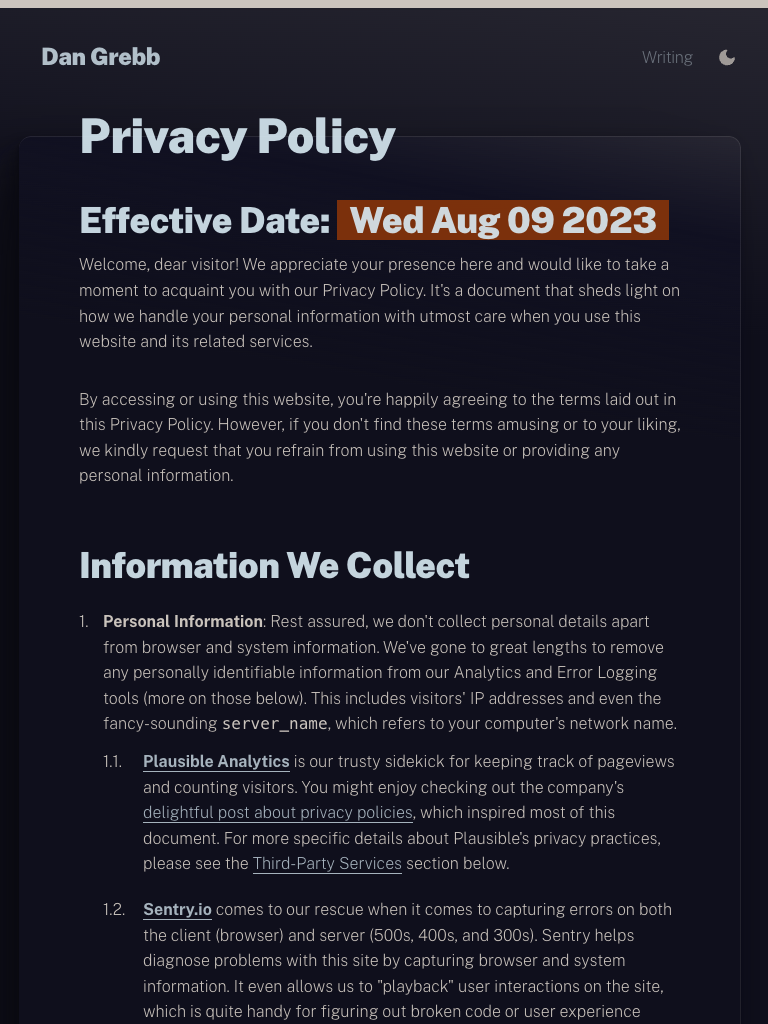 Dan Grebb
Writing
Privacy Policy
Effective Date: Wed Aug 09 2023
Welcome, dear visitor! We appreciate your presence here and would like to take a
moment to acquaint you with our Privacy Policy. It's a document that sheds light on
how we handle your personal information with utmost care when you use this
website and its related services.
By accessing or using this website, you're happily agreeing to the terms laid out in
this Privacy Policy. However, if you don't find these terms amusing or to your liking,
we kindly request that you refrain from using this website or providing any
personal information.
Information We Collect
1. Personal Information: Rest assured, we don't collect personal details apart
from browser and system information. We've gone to great lengths to remove
any personally identifiable information from our Analytics and Error Logging
tools (more on those below). This includes visitors' IP addresses and even the
fancy-sounding server_name, which refers to your computer's network name.
1.1. Plausible Analytics is our trusty sidekick for keeping track of pageviews
and counting visitors. You might enjoy checking out the company's
delightful post about privacy policies, which inspired most of this
document. For more specific details about Plausible's privacy practices,
please see the Third-Party Services section below.
1.2. Sentry.io comes to our rescue when it comes to capturing errors on both
the client (browser) and server (500s, 400s, and 300s). Sentry helps
diagnose problems with this site by capturing browser and system
information. It even allows us to "playback" user interactions on the site,
which is quite handy for figuring out broken code or user experience